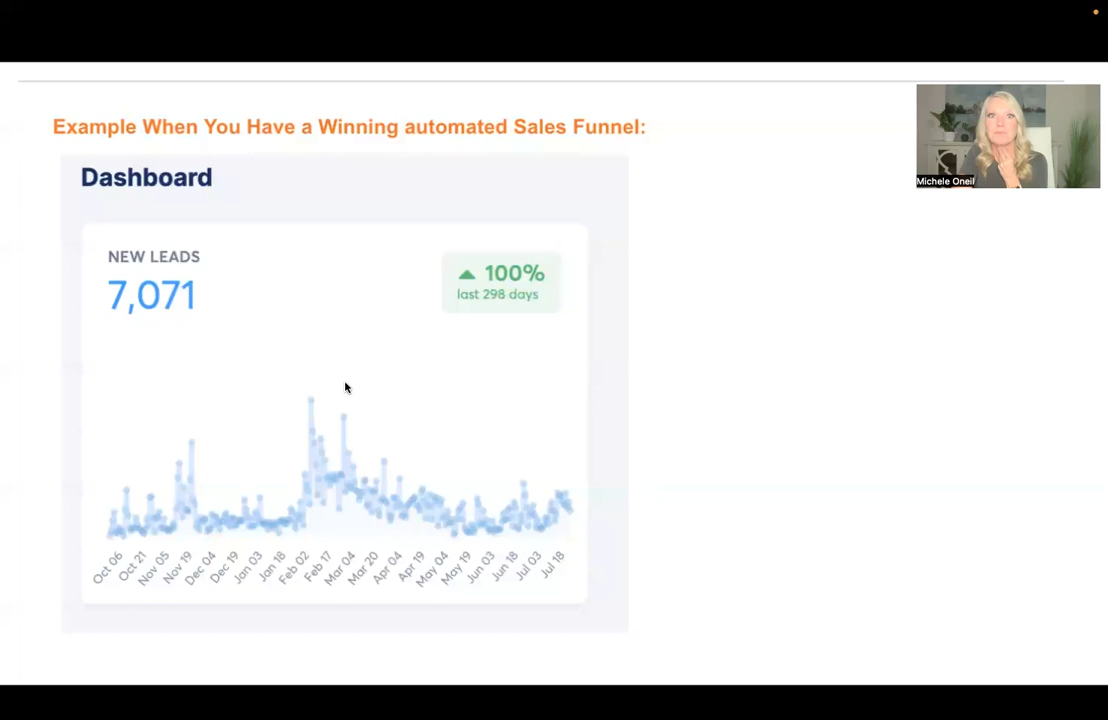 Example When You Have a Winning automated Sales Funnel:
Dashboard
NEW LEADS
7,071
100%
last 298 days
Oct 06
Oct 21
Nov 05
Nov 19
Dec 04
Dec 19
Jan 03
Jan 18
Feb 02
Feb 17
Mar 04
Mar 20
Apr 04
Apr 19
May 04
May 19
Jun 03
Jun 18
Jul 03
Jul 18
Michele Oneil